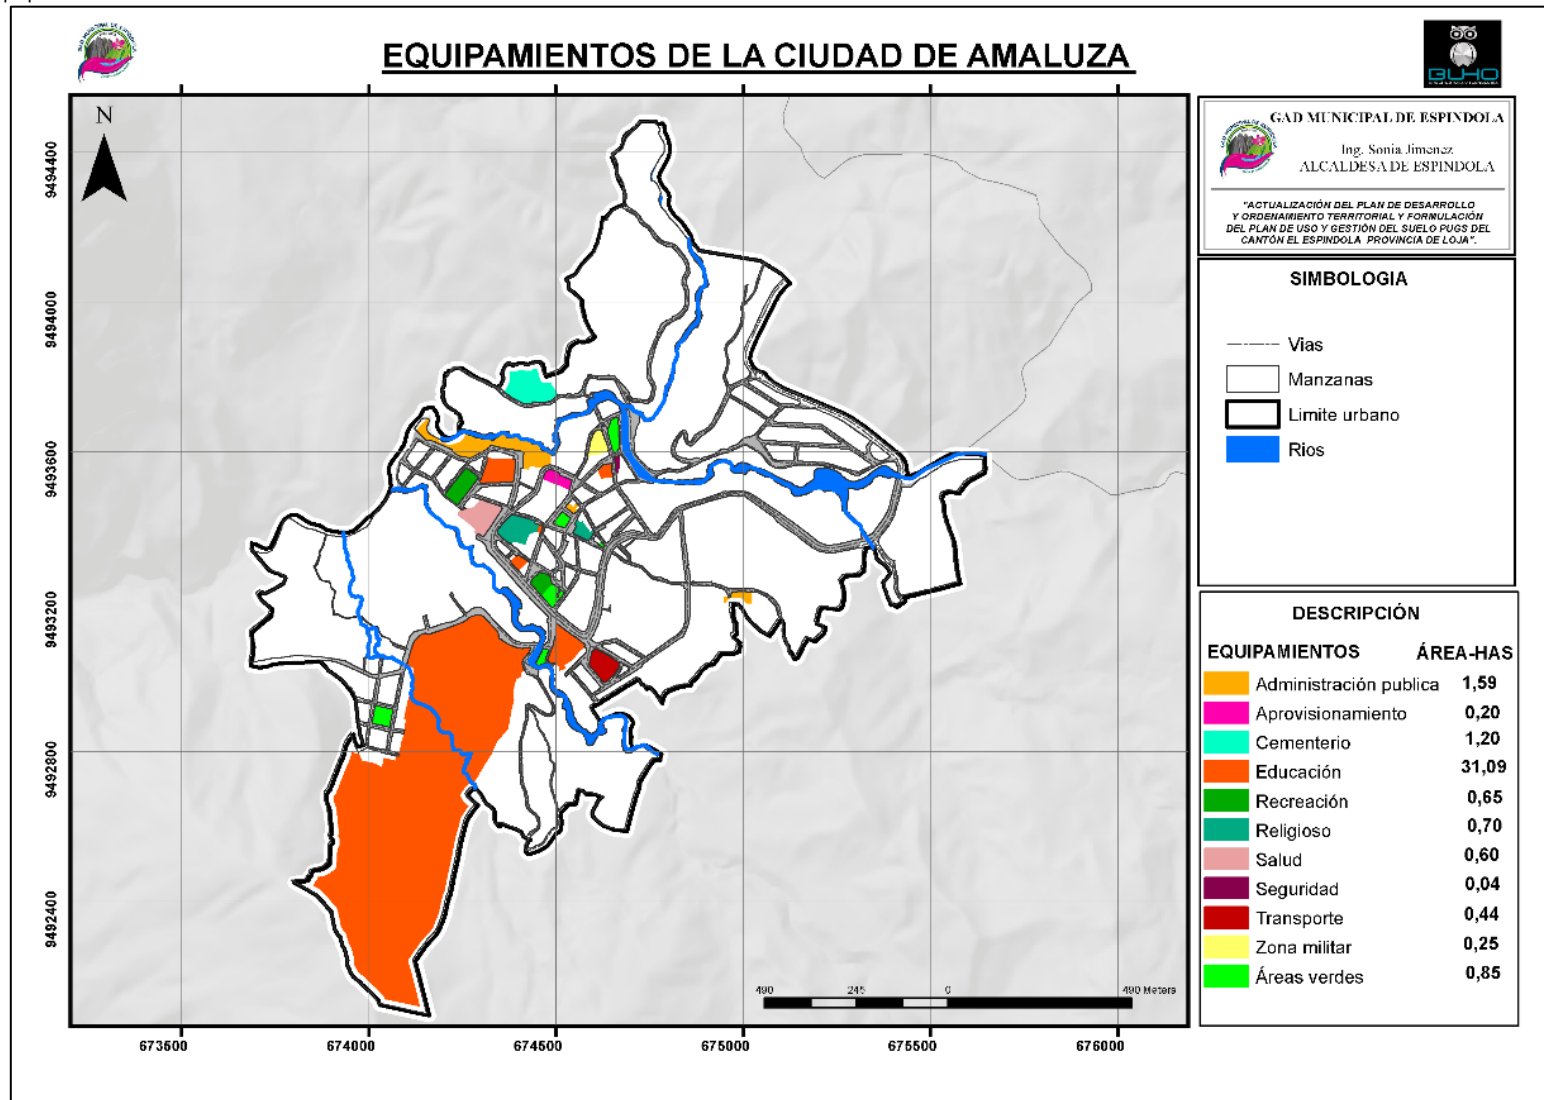 EQUIPAMIENTOS DE LA CIUDAD DE AMALUZA
BUHO
N
GAD MUNICIPAL DE ESPINDOLA
Ing. Sonia Jimenez
ALCALDESA DE ESPINDOLA
"ACTUALIZACIÓN DEL PLAN DE DESARROLLO
Y ORDENAMIENTO TERRITORIAL Y FORMULACIÓN
DEL PLAN DE USO Y GESTIÓN DEL SUELO PUGS DEL
CANTÓN EL ESPINDOLA PROVINCIA DE LOJA".
SIMBOLOGIA
Vias
Manzanas
Limite urbano
Rios
DESCRIPCIÓN
EQUIPAMIENTOS ÁREA-HAS
Administración publica 1,59
Aprovisionamiento 0,20
Cementerio 1,20
Educación 31,09
Recreación 0,65
Religioso 0,70
Salud 0,60
Seguridad 0,04
Transporte 0,44
Zona militar 0,25
Áreas verdes 0,85
9494400
9494000
9493600
9493200
9492800
9492400
490 245 0 490 Meters
673500 674000 674500 675000 675500 676000